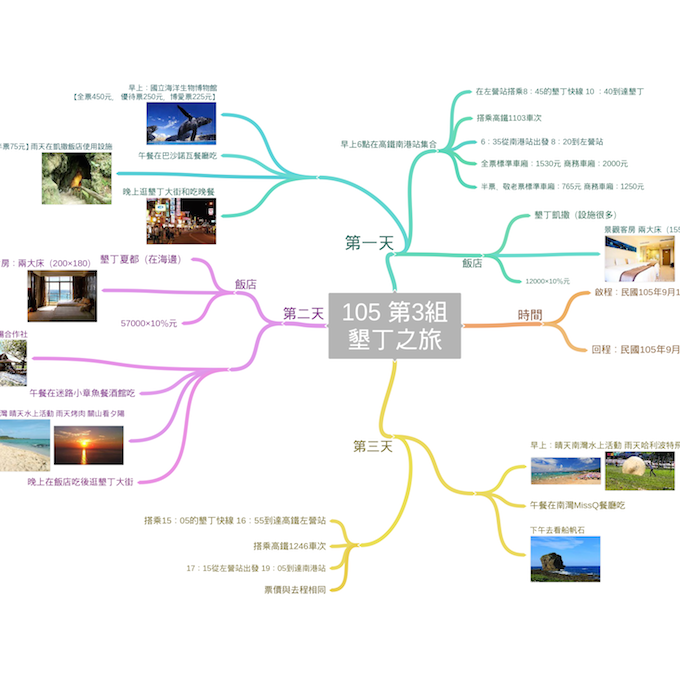 105 第3組
墾丁之旅
第一天
早上6點在高鐵南港站集合
在左營站搭乘8：45的墾丁快線 10 ：40到達墾丁
搭乘高鐵1103車次
6：35從南港站出發 8：20到左營站
全票標準車廂：1530元 商務車廂：2000元
半票、敬老票標準車廂：765元 商務車廂：1250元
早上：國立海洋生物博物館
【全票450元、 優待票250元、博愛票225元】
午餐在巴沙諾瓦餐廳吃
票75元】雨天在凱撒飯店使用設施
晚上逛墾丁大街和吃晚餐
飯店
墾丁凱撒（設施很多）
景觀客房：兩大床（155
12000×10%元
時間
啟程：民國105年9月1
回程：民國105年9月
第二天
飯店
墾丁夏都（在海邊）
房：兩大床（200×180）
57000×10%元
合作社
午餐在迷路小章魚餐酒館吃
灣 晴天水上活動 雨天烤肉 關山看夕陽
晚上在飯店吃後逛墾丁大街
第三天
早上：晴天南灣水上活動 雨天哈利波特
午餐在南灣MissQ餐廳吃
下午去看船帆石
搭乘15：05的墾丁快線 16：55到達高鐵左營站
搭乘高鐵1246車次
17：15從左營站出發 19：05到達南港站
票價與去程相同